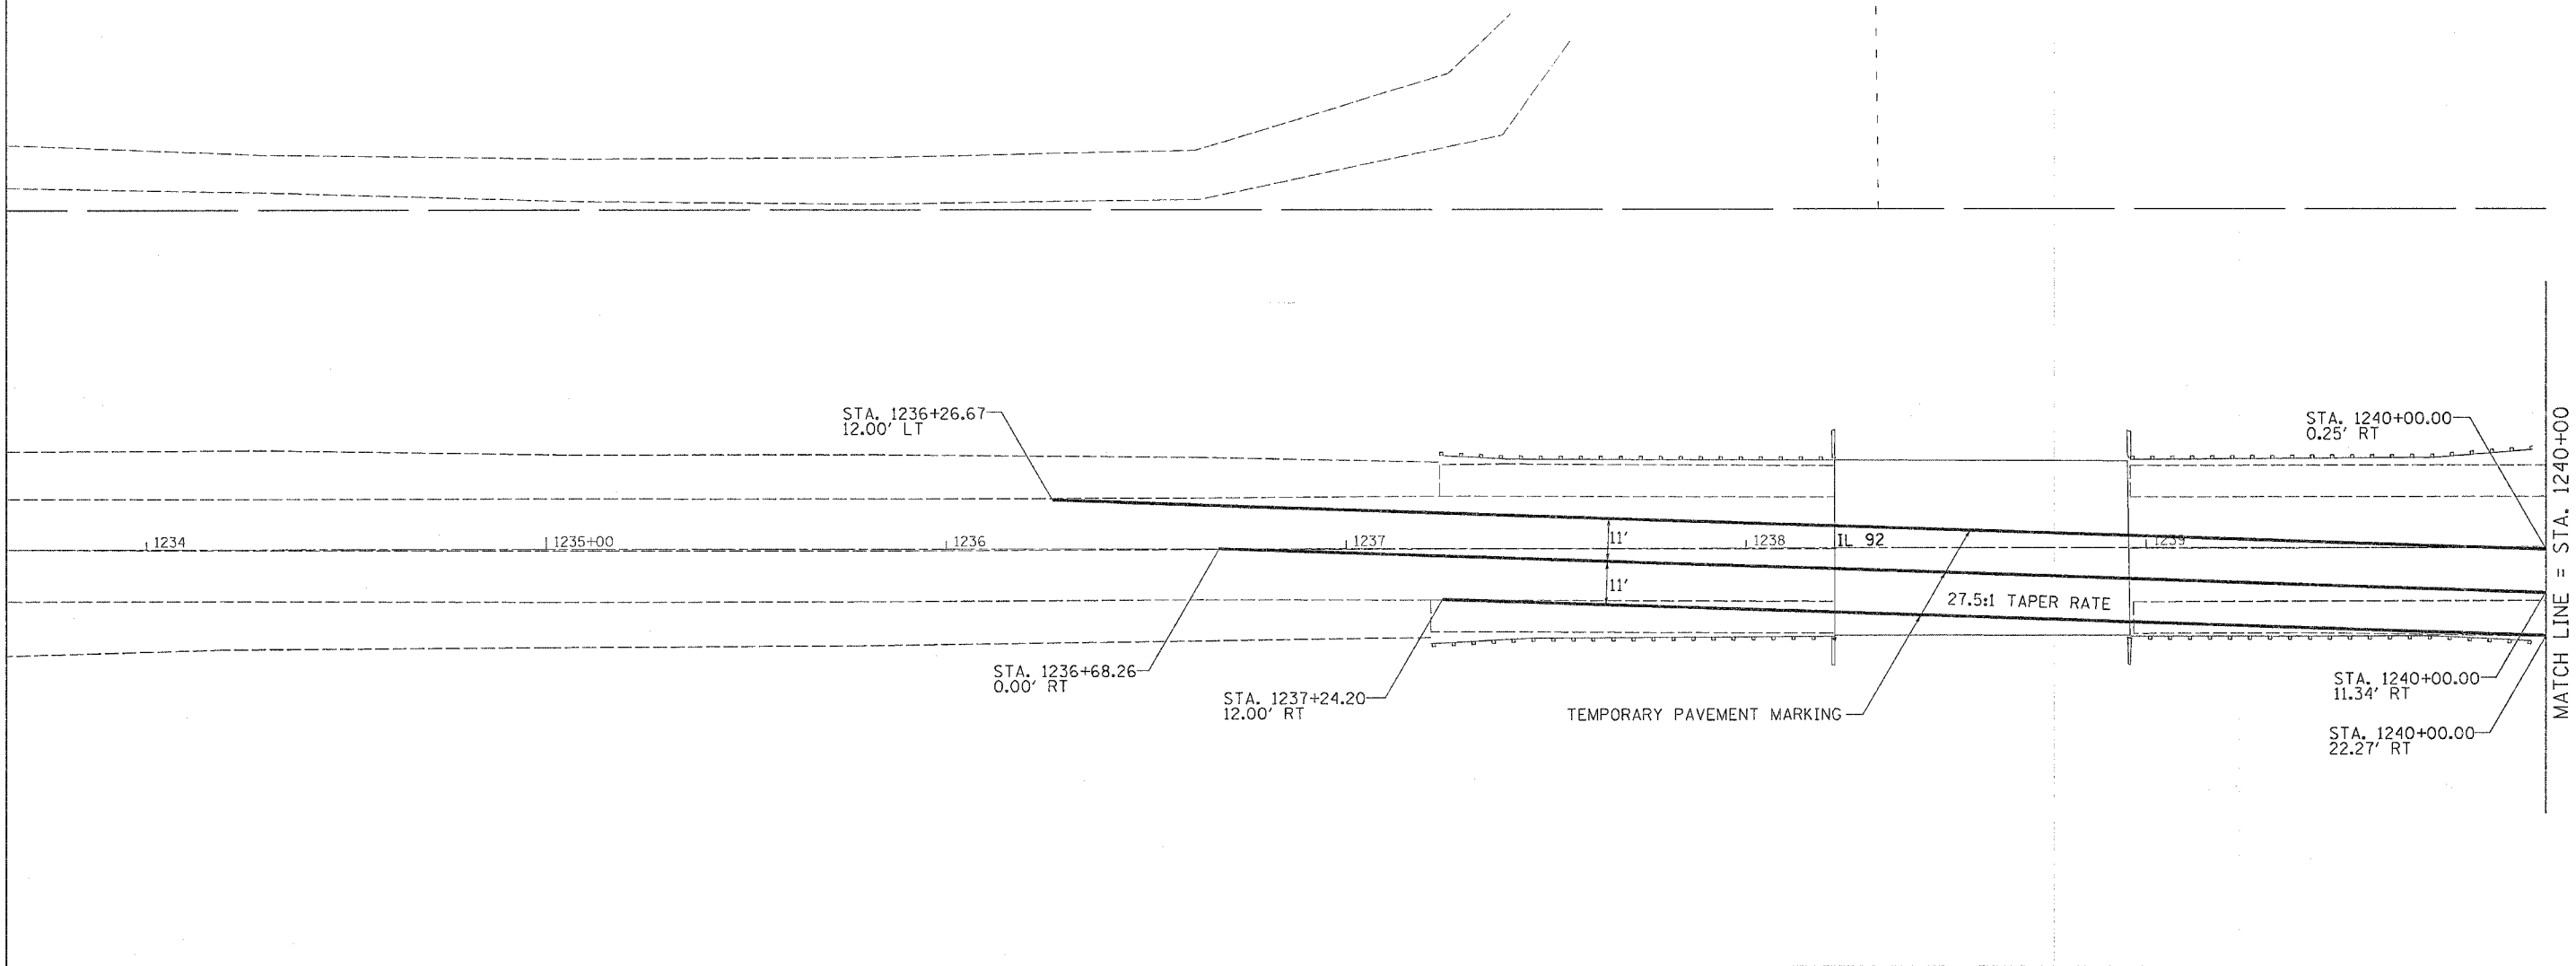 STA. 1236+26.67
12.00' LT
STA. 1240+00.00
0.25' RT
1234
1235+00
1236
1237
1238
IL 92
1239
11'
11'
27.5:1 TAPER RATE
STA. 1236+68.26
0.00' RT
STA. 1237+24.20
12.00' RT
TEMPORARY PAVEMENT MARKING
STA. 1240+00.00
11.34' RT
STA. 1240+00.00
22.27' RT
MATCH LINE = STA. 1240+00